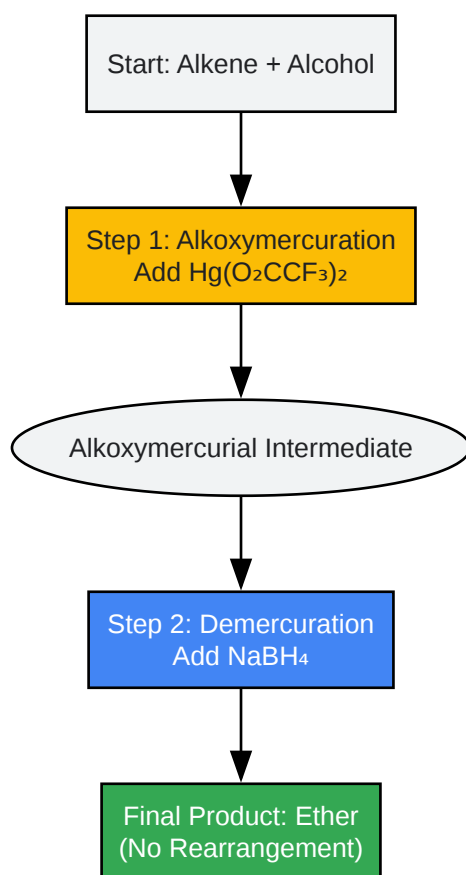 Start: Alkene + Alcohol
Step 1: Alkoxymercuration
Add Hg(O₂CCF₃)₂
Alkoxymercurial Intermediate
Step 2: Demercuration
Add NaBH₄
Final Product: Ether
(No Rearrangement)